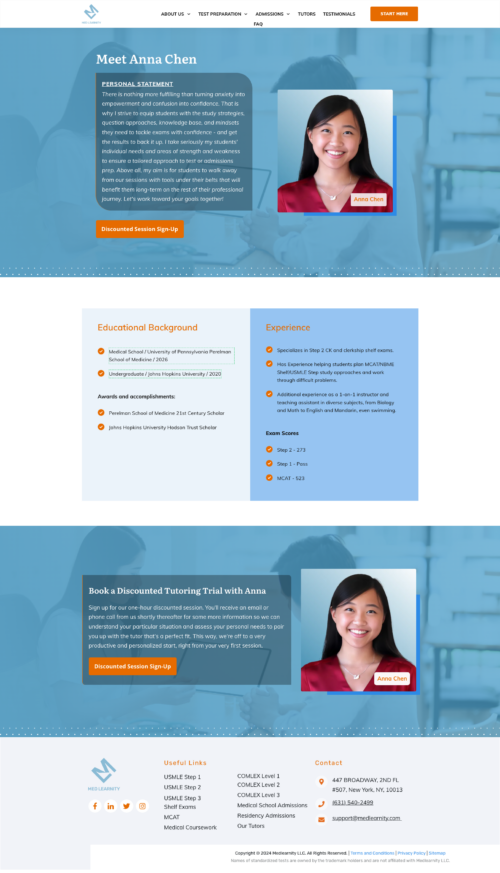 ABOUT US TEST PREPARATION ADMISSIONS TUTORS TESTIMONIALS
FAQ
START HERE
MED LEARNITY
Meet Anna Chen
PERSONAL STATEMENT
There is nothing more fulfilling than turning anxiety into
empowerment and confusion into confidence. That is
why I strive to equip students with the study strategies,
question approaches, knowledge base, and mindsets
they need to tackle exams with confidence - and get
the results to back it up. I take seriously my students'
individual needs and areas of strength and weakness
to ensure a tailored approach to test or admissions
prep. Above all, my aim is for students to walk away
from our sessions with tools under their belts that will
benefit them long-term on the rest of their professional
journey. Let's work toward your goals together!
Anna Chen
Discounted Session Sign-Up
Educational Background
Medical School / University of Pennsylvania Perelman
School of Medicine / 2026
Undergraduate / Johns Hopkins University / 2020
Awards and accomplishments:
Perelman School of Medicine 21st Century Scholar
Johns Hopkins University Hodson Trust Scholar
Experience
Specializes in Step 2 CK and clerkship shelf exams.
Has Experience helping students plan MCAT/NBME
Shelf/USMLE Step study approaches and work
through difficult problems.
Additional experience as a 1-on-1 instructor and
teaching assistant in diverse subjects, from Biology
and Math to English and Mandarin, even swimming.
Exam Scores
Step 2 - 273
Step 1 - Pass
MCAT - 523
Book a Discounted Tutoring Trial with Anna
Sign up for our one-hour discounted session. You'll receive an email or
phone call from us shortly thereafter for some more information so we can
understand your particular situation and assess your personal needs to pair
you up with the tutor that's a perfect fit. This way, we're off to a very
productive and personalized start, right from your very first session.
Discounted Session Sign-Up
Anna Chen
MED LEARNITY
Useful Links
USMLE Step 1
USMLE Step 2
USMLE Step 3
Shelf Exams
MCAT
Medical Coursework
COMLEX Level 1
COMLEX Level 2
COMLEX Level 3
Medical School Admissions
Residency Admissions
Our Tutors
Contact
447 BROADWAY, 2ND FL
#507, New York, NY, 10013
(631) 540-2499
support@medlearnity.com
Copyright © 2024 Medlearnity LLC. All Rights Reserved. | Terms and Conditions | Privacy Policy | Sitemap
Names of standardized tests are owned by the trademark holders and are not affiliated with Medlearnity LLC.